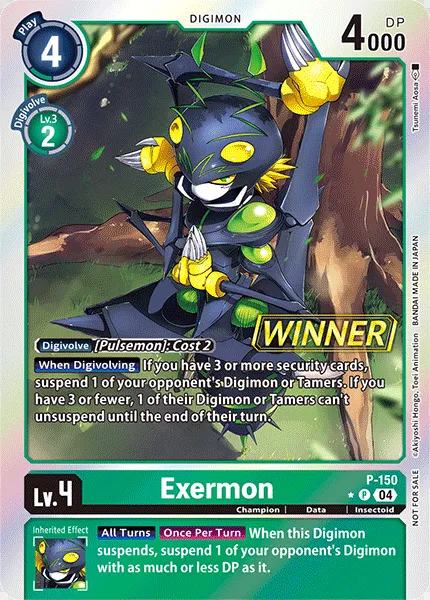 DIGIMON
Play
4
4000 DP
Digivolve
Lv.3
2
Tsunemi Aosa
WINNER
Digivolve [Pulsemon]: Cost 2
When Digivolving If you have 3 or more security cards,
suspend 1 of your opponent'sDigimon or Tamers. If you
have 3 or fewer, 1 of their Digimon or Tamers can't
unsuspend until the end of their turn.
©Akiyoshi Hongo, Toei Animation BANDAI MADE IN JAPAN
NOT FOR SALE
Lv.4
Exermon
P-150
P 04
Champion Data Insectoid
Inherited Effect
All Turns Once Per Turn When this Digimon
suspends, suspend 1 of your opponent's Digimon
with as much or less DP as it.